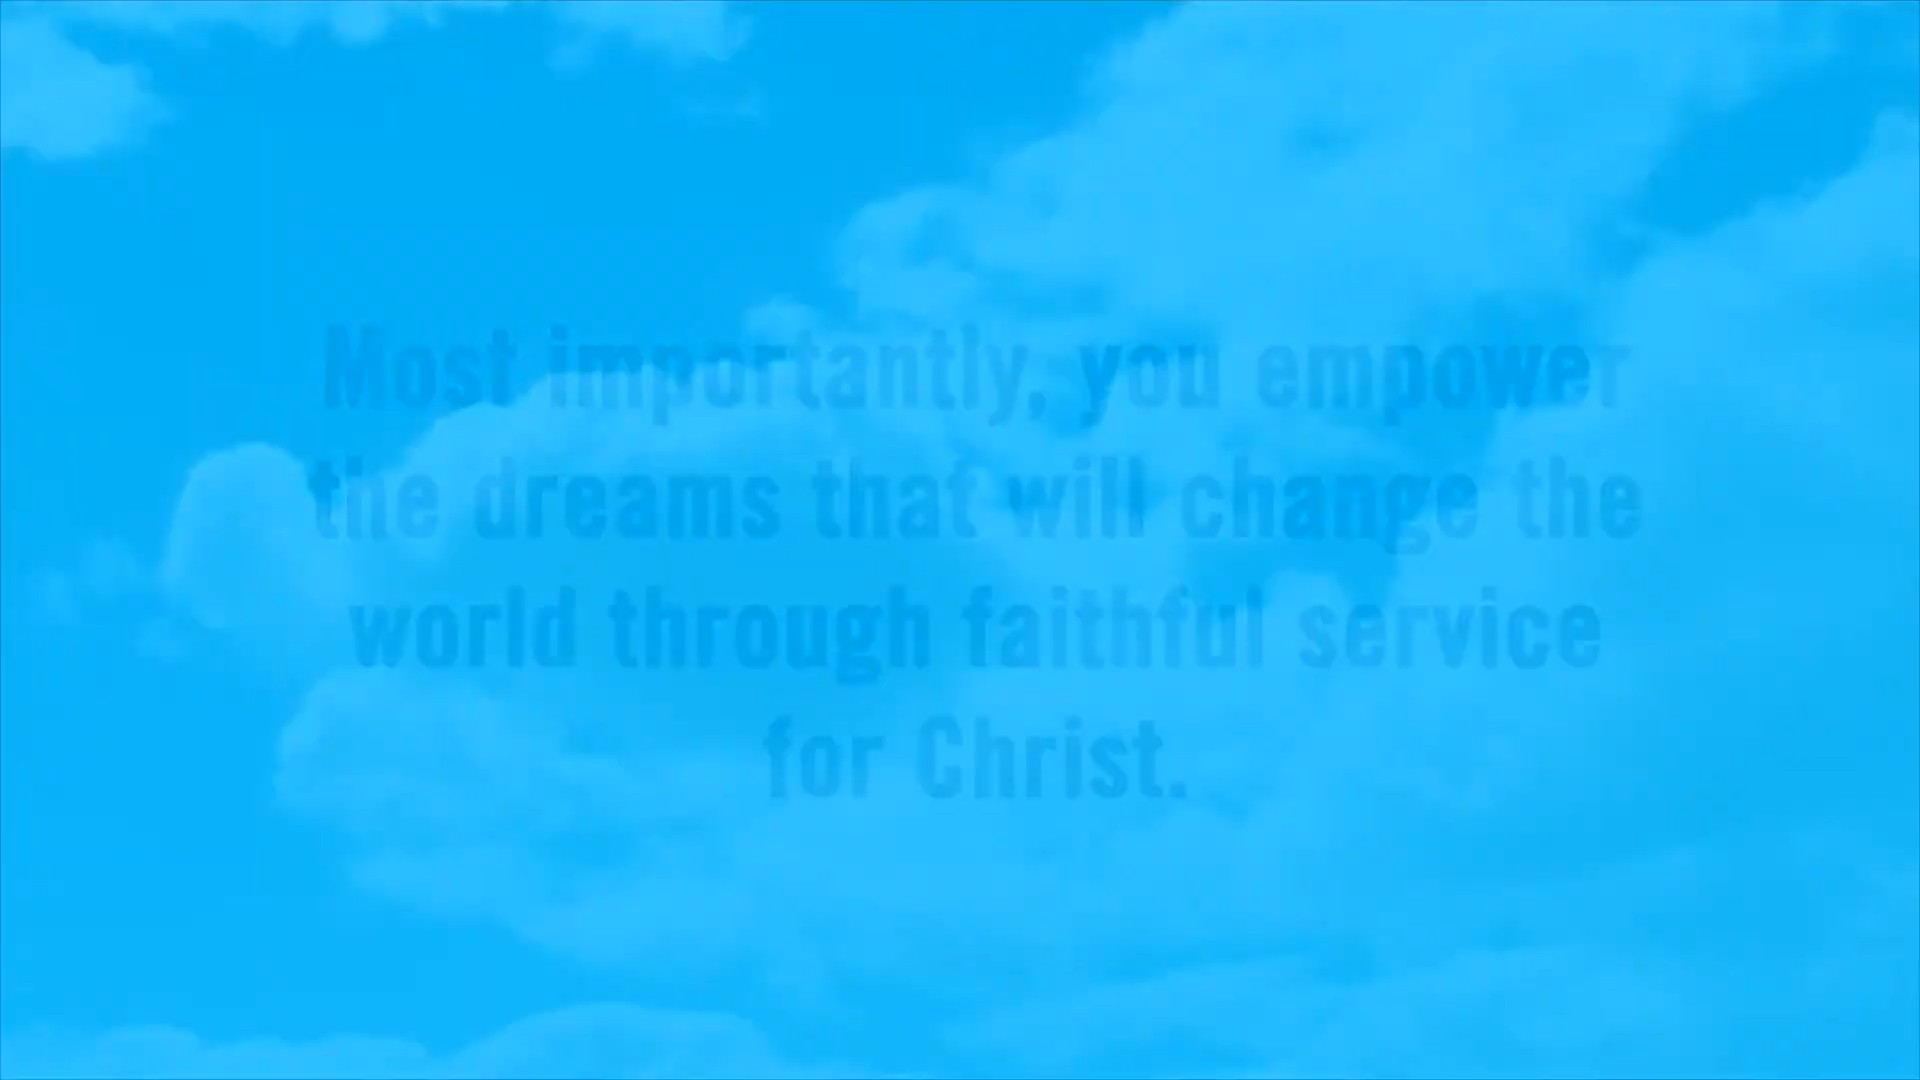 Most importantly, you empower
the dreams that will change the
world through faithful service
for Christ.